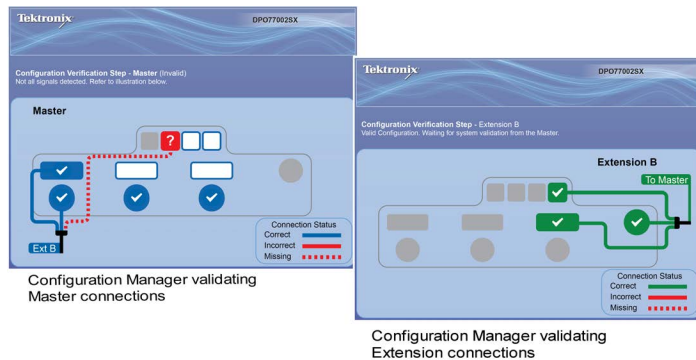 Tektronix
DPO77002SX
Configuration Verification Step - Master (Invalid)
Not all signals detected. Refer to illustration below.
Master
?
Ext B
Connection Status
Correct
Incorrect
Missing
Configuration Manager validating
Master connections
Tektronix
DPO77002SX
Configuration Verification Step - Extension B
Valid Configuration. Waiting for system validation from the Master.
Extension B
To Master
Connection Status
Correct
Incorrect
Missing
Configuration Manager validating
Extension connections